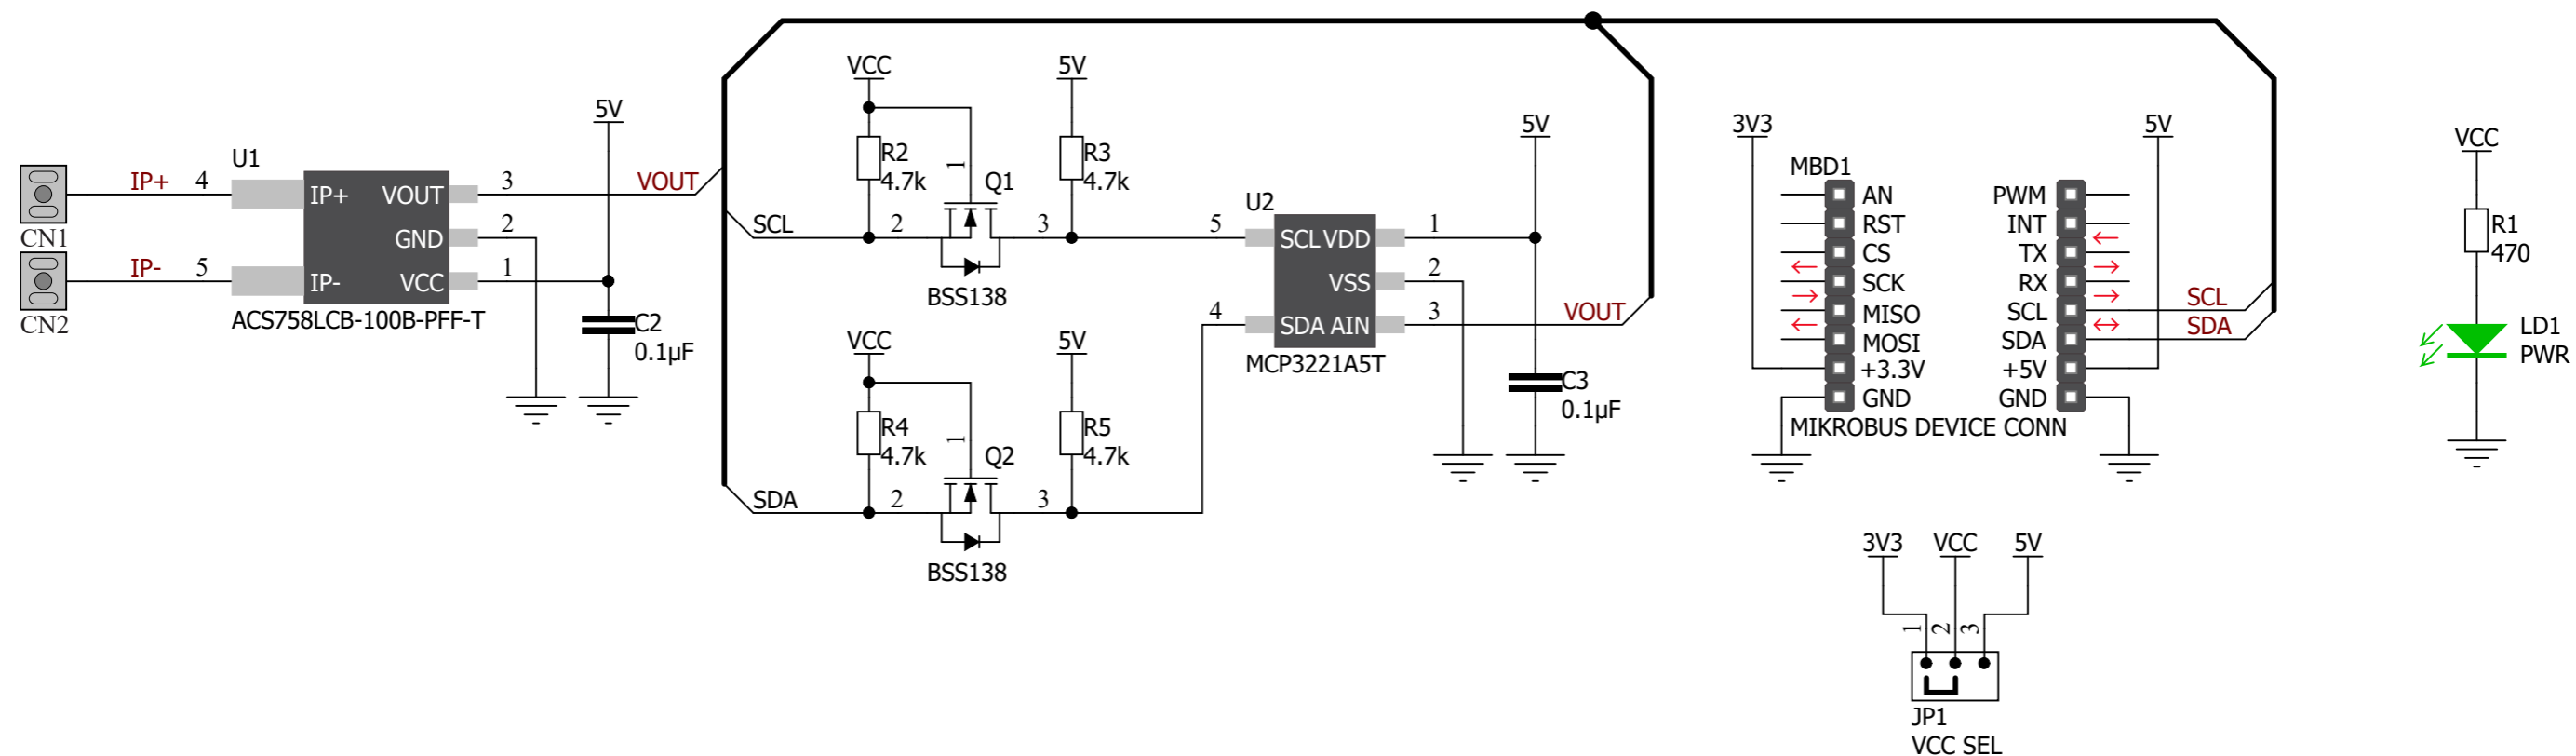 CN1
CN2
IP+ 4
IP- 5
U1
IP+ VOUT
GND
IP- VCC
3
2
1
ACS758LCB-100B-PFF-T
5V
C2
0.1µF
VOUT
SCL
SDA
VCC
R2
4.7k
1
Q1
2
3
BSS138
5V
R3
4.7k
VCC
R4
4.7k
1
Q2
2
3
BSS138
5V
R5
4.7k
5
4
U2
SCL VDD
VSS
SDA AIN
1
2
3
MCP3221A5T
VOUT
5V
C3
0.1µF
3V3
MBD1
AN
RST
CS
SCK
MISO
MOSI
+3.3V
GND
PWM
INT
TX
RX
SCL
SDA
+5V
GND
MIKROBUS DEVICE CONN
5V
SCL
SDA
3V3 VCC 5V
1 2 3
JP1
VCC SEL
VCC
R1
470
LD1
PWR